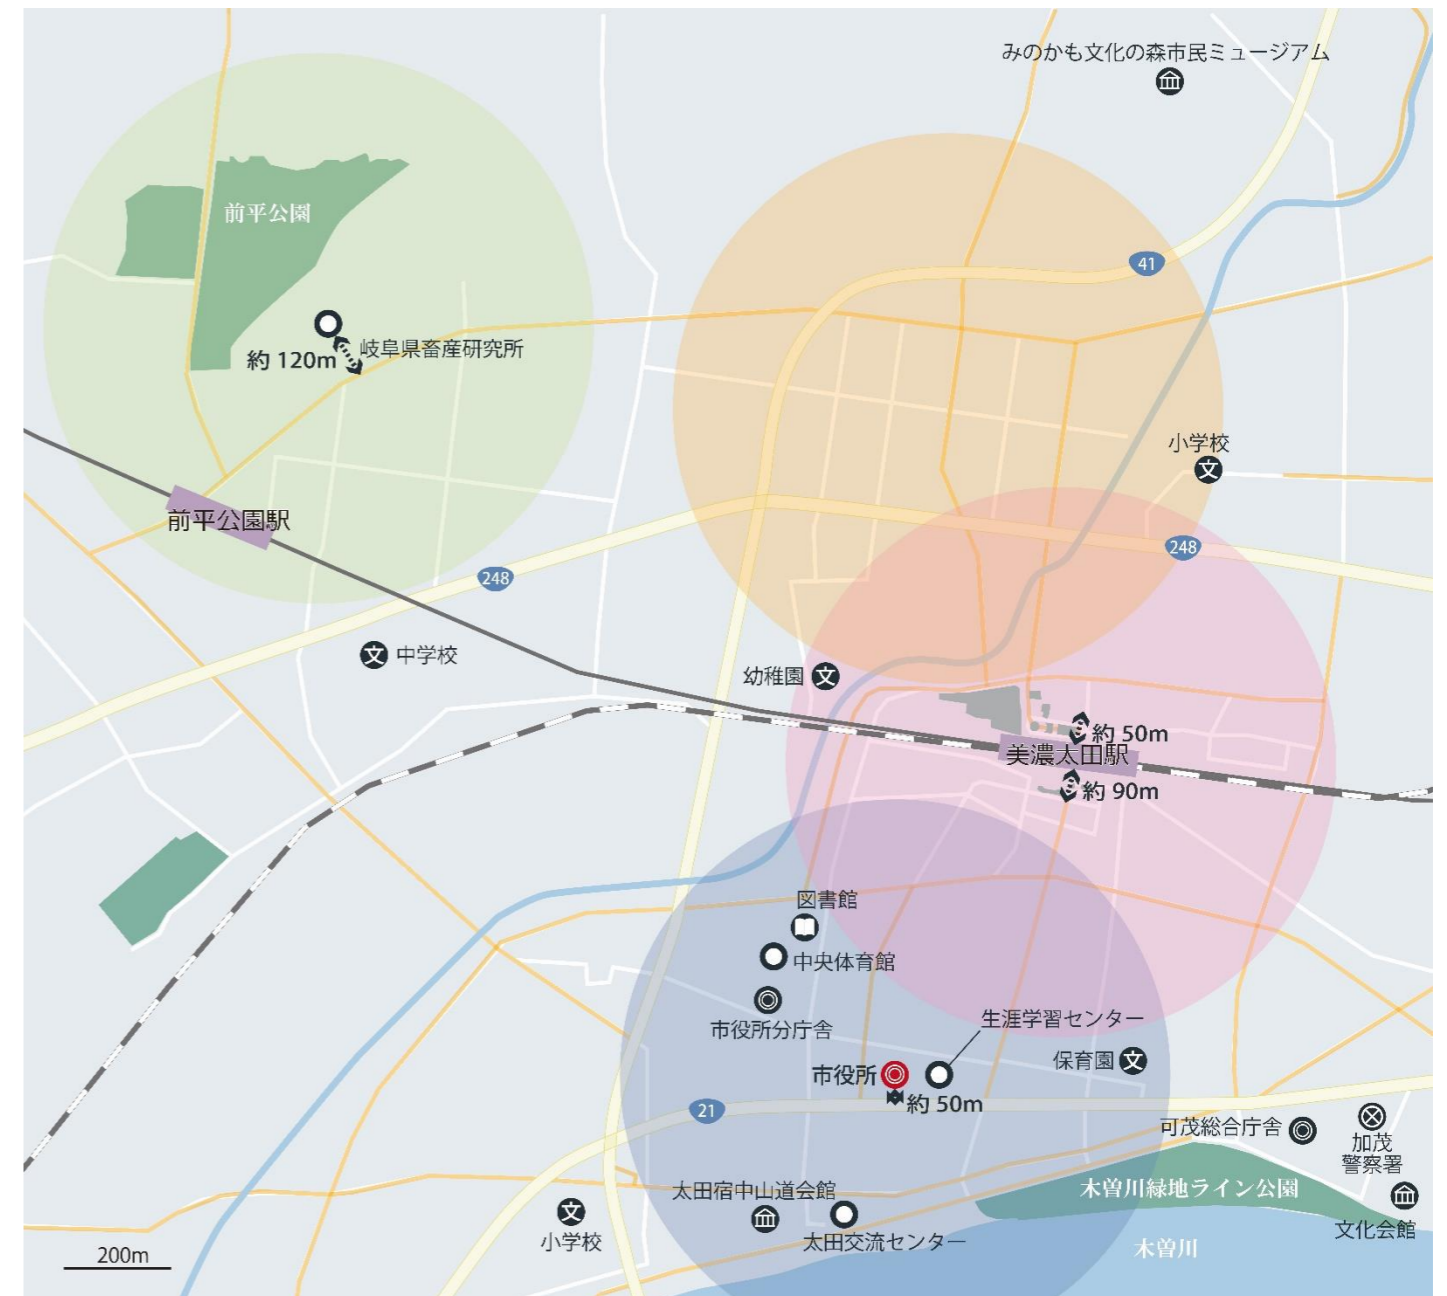 みのかも文化の森市民ミュージアム
前平公園
41
岐阜県畜産研究所
約 120m
小学校
文
前平公園駅
248
248
文
中学校
幼稚園
文
約 50m
美濃太田駅
約 90m
図書館
中央体育館
市役所分庁舎
生涯学習センター
保育園
文
市役所
約 50m
21
可茂総合庁舎
加茂
警察署
太田宿中山道会館
木曽川緑地ライン公園
文
小学校
太田交流センター
文化会館
木曽川
200m